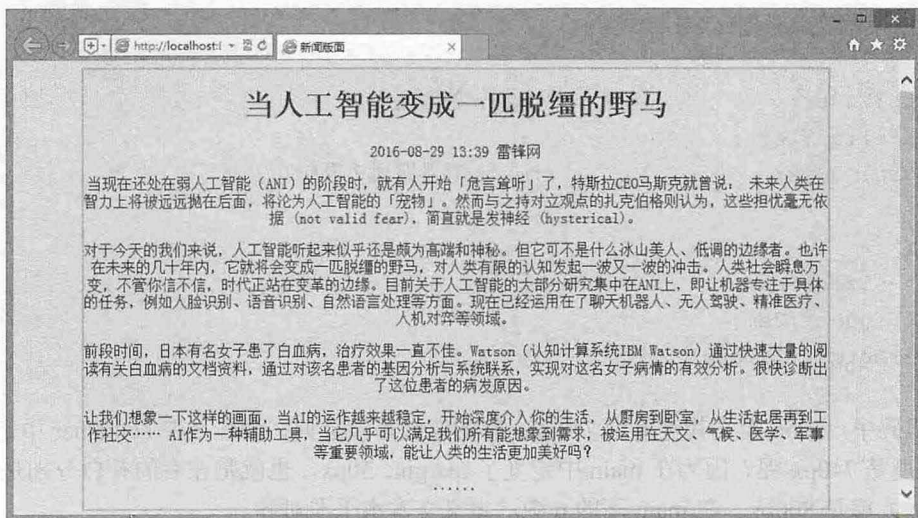 http://localhost:(
新闻版面
当人工智能变成一匹脱缰的野马
2016-08-29 13:39 雷锋网
当现在还处在弱人工智能（ANI）的阶段时，就有人开始「危言耸听」了，特斯拉CEO马斯克就曾说： 未来人类在
智力上将被远远抛在后面，将沦为人工智能的「宠物」。然而与之持对立观点的扎克伯格则认为，这些担忧毫无依
据（not valid fear），简直就是发神经（hysterical）。
对于今天的我们来说，人工智能听起来似乎还是颇为高端和神秘。但它可不是什么冰山美人、低调的边缘者。也许
在未来的几十年内，它就将会变成一匹脱缰的野马，对人类有限的认知发起一波又一波的冲击。人类社会瞬息万
变，不管你信不信，时代正站在变革的边缘。目前关于人工智能的大部分研究集中在ANI上，即让机器专注于具体
的任务，例如人脸识别、语音识别、自然语言处理等方面。现在已经运用在了聊天机器人、无人驾驶、精准医疗、
人机对弈等领域。
前段时间，日本有名女子患了白血病，治疗效果一直不佳。Watson（认知计算系统IBM Watson）通过快速大量的阅
读有关白血病的文档资料，通过对该名患者的基因分析与系统联系，实现对这名女子病情的有效分析。很快诊断出
了这位患者的病发原因。
让我们想象一下这样的画面，当AI的运作越来越稳定，开始深度介入你的生活，从厨房到卧室，从生活起居再到工
作社交…… AI作为一种辅助工具，当它几乎可以满足我们所有能想象到需求，被运用在天文、气候、医学、军事
等重要领域，能让人类的生活更加美好吗？
……